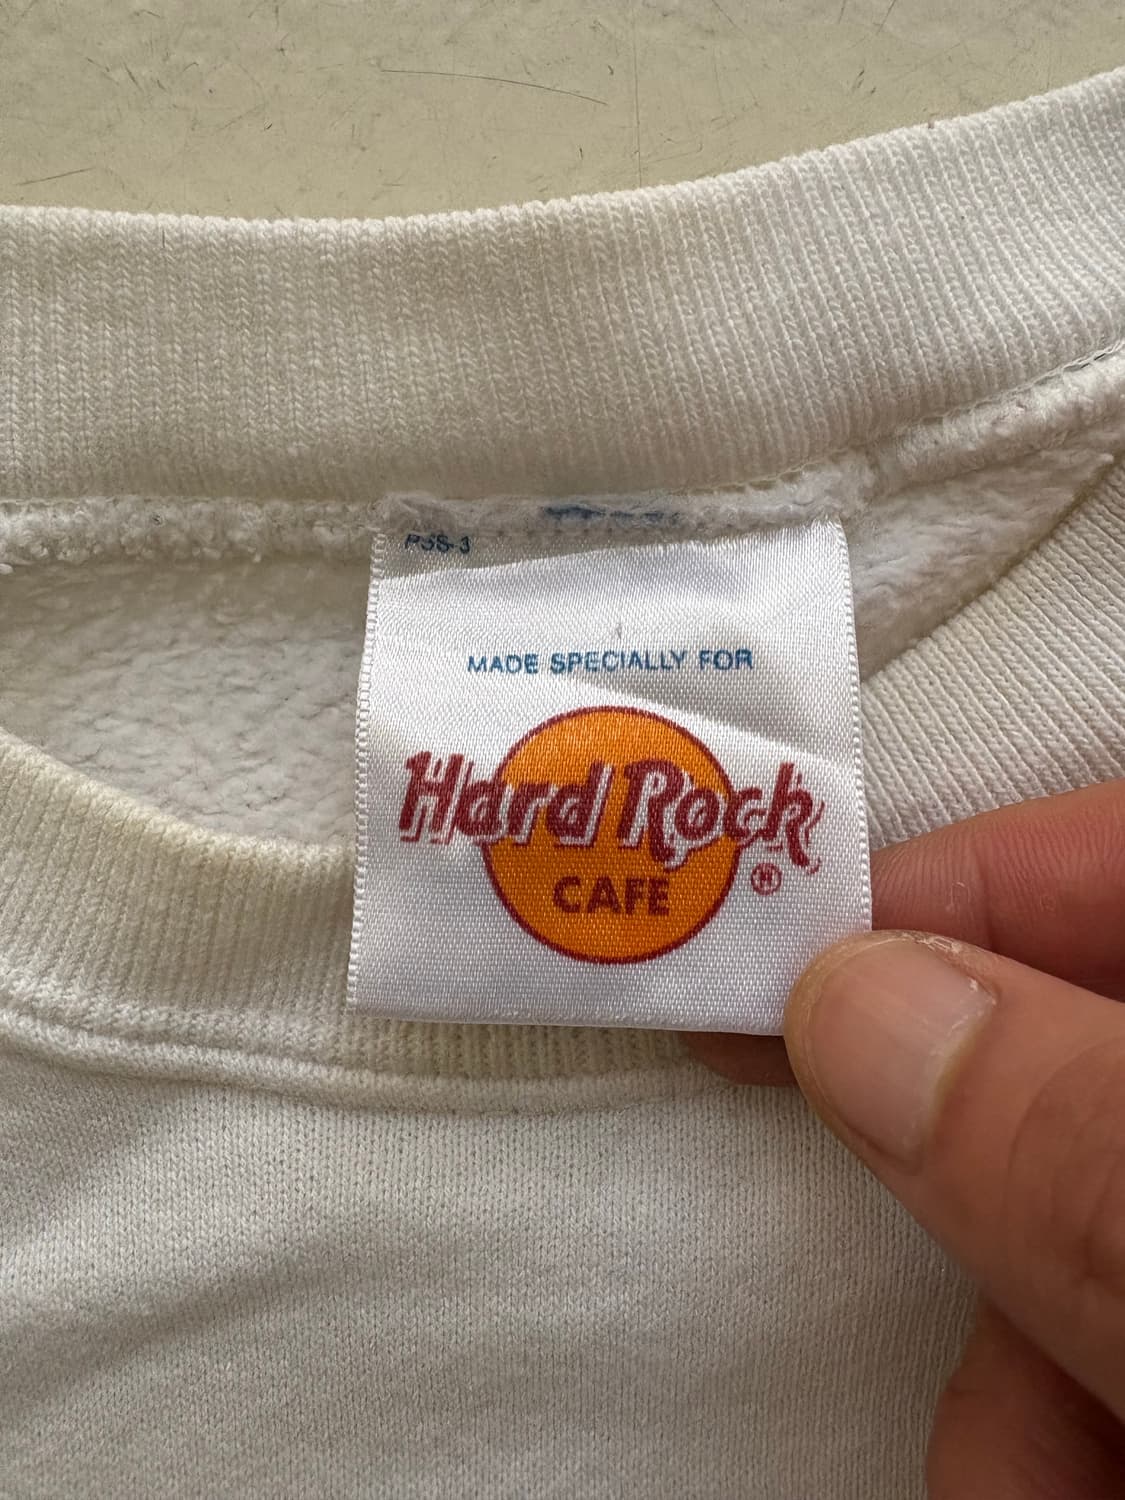 PSS-3
MADE SPECIALLY FOR
Hard Rock
CAFE
®